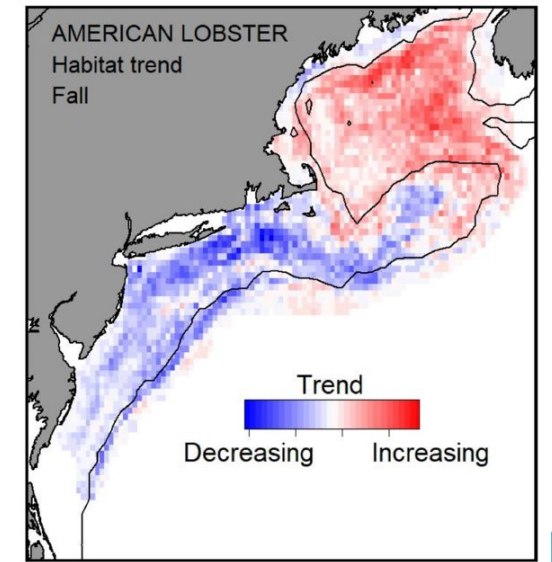 AMERICAN LOBSTER
Habitat trend
Fall
Trend
Decreasing Increasing